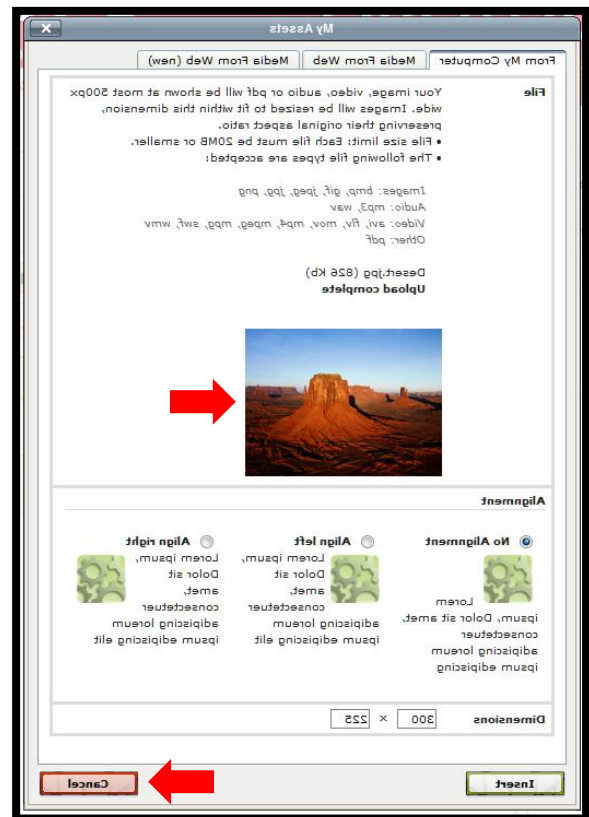 My Assets
X
From My Computer
Media From Web
Media From Web (new)
File
Your image, video, audio or pdf will be shown at most 500px
wide. Images will be resized to fit within this dimension,
preserving their original aspect ratio.
• File size limit: Each file must be 20MB or smaller.
• The following file types are accepted:
Images: bmp, gif, jpeg, jpg, png
Audio: mp3, wav
Video: avi, flv, mov, mp4, mpeg, mpg, swf, wmv
Other: pdf
Desert.jpg (826 Kb)
Upload complete
Alignment
No Alignment
Lorem
ipsum, Dolor sit amet,
consectetuer
adipiscing loreum
ipsum edipiscing
Align left
Lorem ipsum,
Dolor sit
amet,
consectetuer
adipiscing loreum
ipsum edipiscing elit
Align right
Lorem ipsum,
Dolor sit
amet,
consectetuer
adipiscing loreum
ipsum edipiscing elit
Dimensions
300 x 225
Insert
Cancel